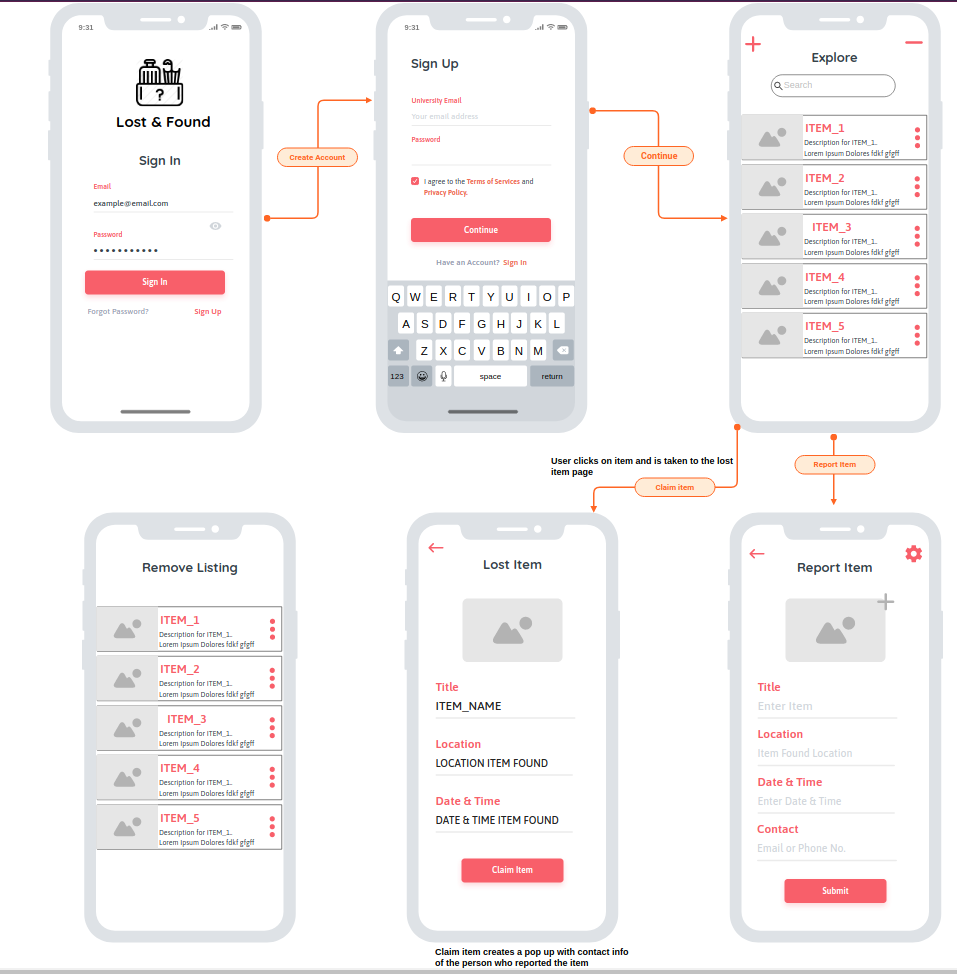 9:31
Lost & Found
Sign In
Email
example@email.com
Password
Sign In
Forgot Password?
Sign Up
Create Account
9:31
Sign Up
University Email
Your email address
Password
I agree to the Terms of Services and
Privacy Policy.
Continue
Have an Account? Sign In
Q W E R T Y U I O P
A S D F G H J K L
Z X C V B N M
123 space return
Continue
Explore
Search
ITEM_1
Description for ITEM_1..
Lorem Ipsum Dolores fdkf gfgff
ITEM_2
Description for ITEM_1..
Lorem Ipsum Dolores fdkf gfgff
ITEM_3
Description for ITEM_1..
Lorem Ipsum Dolores fdkf gfgff
ITEM_4
Description for ITEM_1..
Lorem Ipsum Dolores fdkf gfgff
ITEM_5
Description for ITEM_1..
Lorem Ipsum Dolores fdkf gfgff
User clicks on item and is taken to the lost
item page
Claim item
Report Item
Remove Listing
ITEM_1
Description for ITEM_1..
Lorem Ipsum Dolores fdkf gfgff
ITEM_2
Description for ITEM_1..
Lorem Ipsum Dolores fdkf gfgff
ITEM_3
Description for ITEM_1..
Lorem Ipsum Dolores fdkf gfgff
ITEM_4
Description for ITEM_1..
Lorem Ipsum Dolores fdkf gfgff
ITEM_5
Description for ITEM_1..
Lorem Ipsum Dolores fdkf gfgff
Lost Item
Title
ITEM_NAME
Location
LOCATION ITEM FOUND
Date & Time
DATE & TIME ITEM FOUND
Claim Item
Claim item creates a pop up with contact info
of the person who reported the item
Report Item
Title
Enter Item
Location
Item Found Location
Date & Time
Enter Date & Time
Contact
Email or Phone No.
Submit